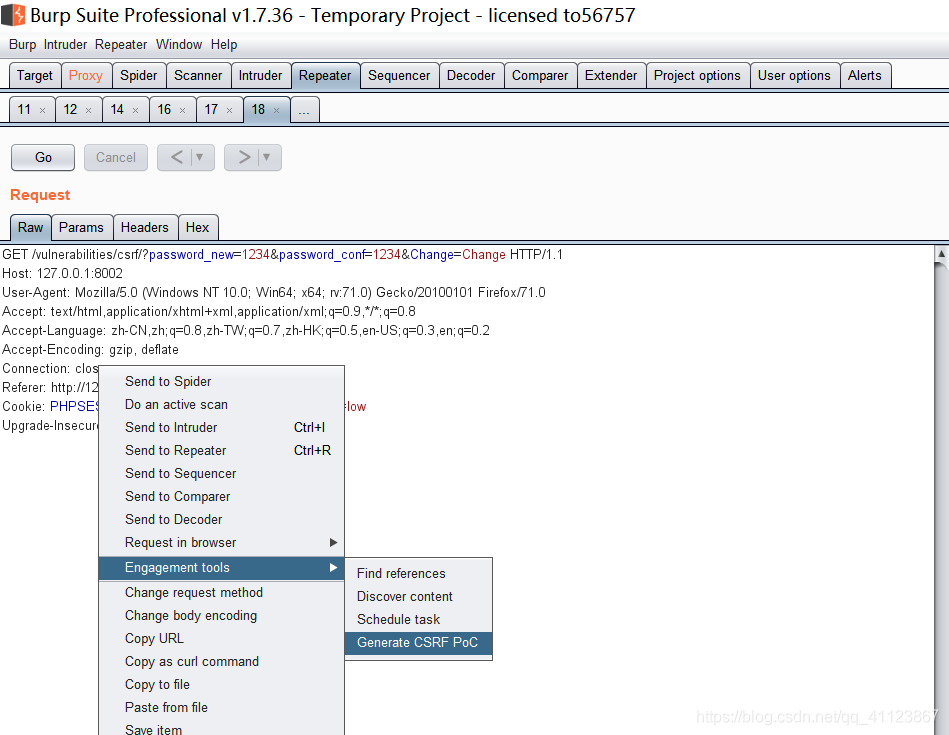 Burp Suite Professional v1.7.36 - Temporary Project - licensed to56757
Burp Intruder Repeater Window Help
Target Proxy Spider Scanner Intruder Repeater Sequencer Decoder Comparer Extender Project options User options Alerts
11 × 12 × 14 × 16 × 17 × 18 × ...
Go Cancel < ▼ > ▼
Request
Raw Params Headers Hex
GET /vulnerabilities/csrf/?password_new=1234&password_conf=1234&Change=Change HTTP/1.1
Host: 127.0.0.1:8002
User-Agent: Mozilla/5.0 (Windows NT 10.0; Win64; x64; rv:71.0) Gecko/20100101 Firefox/71.0
Accept: text/html,application/xhtml+xml,application/xml;q=0.9,*/*;q=0.8
Accept-Language: zh-CN,zh;q=0.8,zh-TW;q=0.7,zh-HK;q=0.5,en-US;q=0.3,en;q=0.2
Accept-Encoding: gzip, deflate
Connection: clos
Referer: http://12
Cookie: PHPSES =low
Upgrade-Insecur
Send to Spider
Do an active scan
Send to Intruder Ctrl+I
Send to Repeater Ctrl+R
Send to Sequencer
Send to Comparer
Send to Decoder
Request in browser
Engagement tools
Change request method
Change body encoding
Copy URL
Copy as curl command
Copy to file
Paste from file
Save item
Find references
Discover content
Schedule task
Generate CSRF PoC
https://blog.csdn.net/qq_41123867